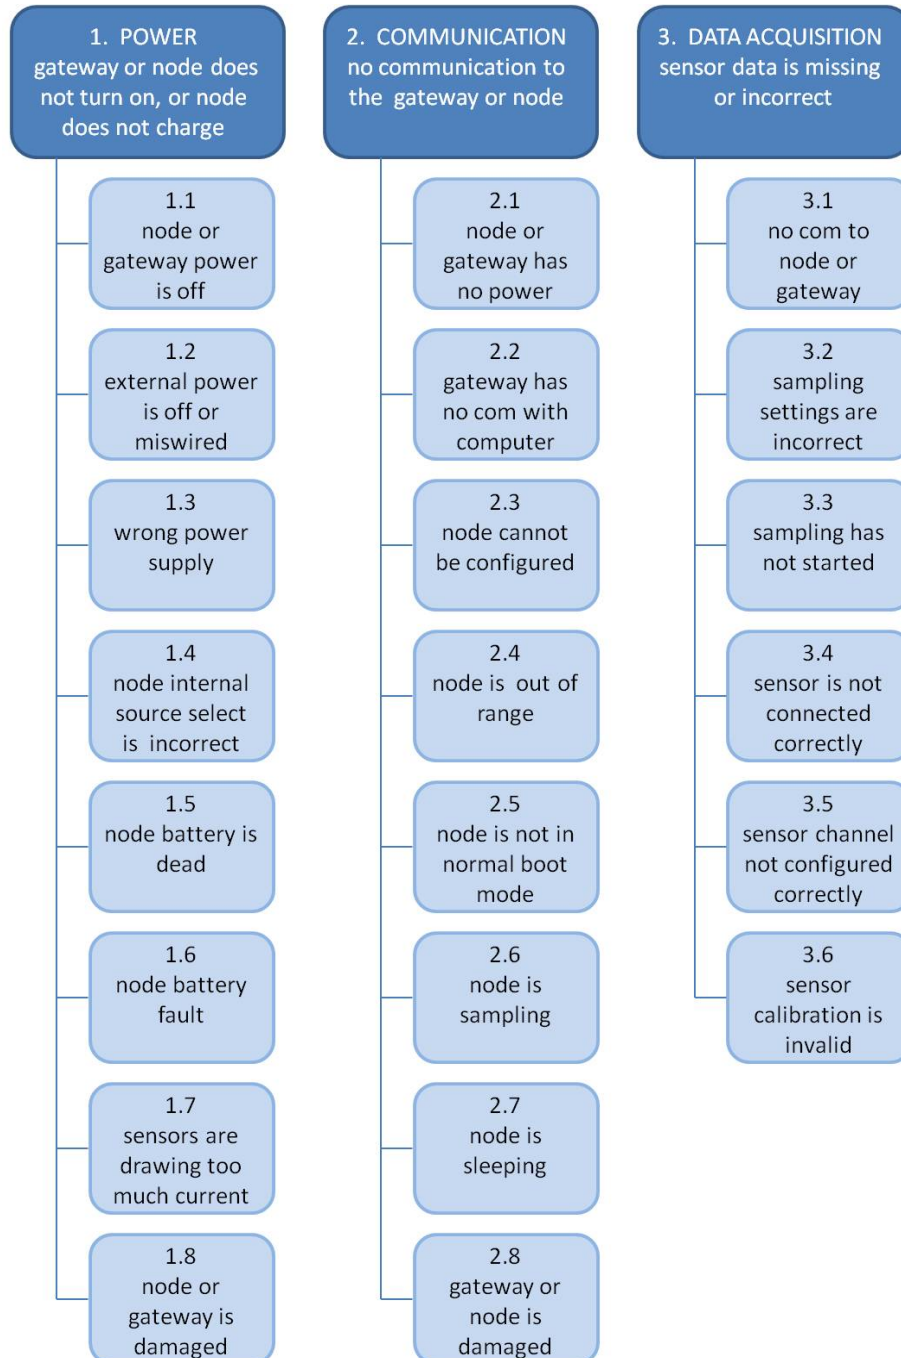 1. POWER
gateway or node does
not turn on, or node
does not charge
1.1
node or
gateway power
is off
1.2
external power
is off or
miswired
1.3
wrong power
supply
1.4
node internal
source select
is incorrect
1.5
node battery is
dead
1.6
node battery
fault
1.7
sensors are
drawing too
much current
1.8
node or
gateway is
damaged
2. COMMUNICATION
no communication to
the gateway or node
2.1
node or
gateway has
no power
2.2
gateway has
no com with
computer
2.3
node cannot
be configured
2.4
node is out of
range
2.5
node is not in
normal boot
mode
2.6
node is
sampling
2.7
node is
sleeping
2.8
gateway or
node is
damaged
3. DATA ACQUISITION
sensor data is missing
or incorrect
3.1
no com to
node or
gateway
3.2
sampling
settings are
incorrect
3.3
sampling has
not started
3.4
sensor is not
connected
correctly
3.5
sensor channel
not configured
correctly
3.6
sensor
calibration is
invalid